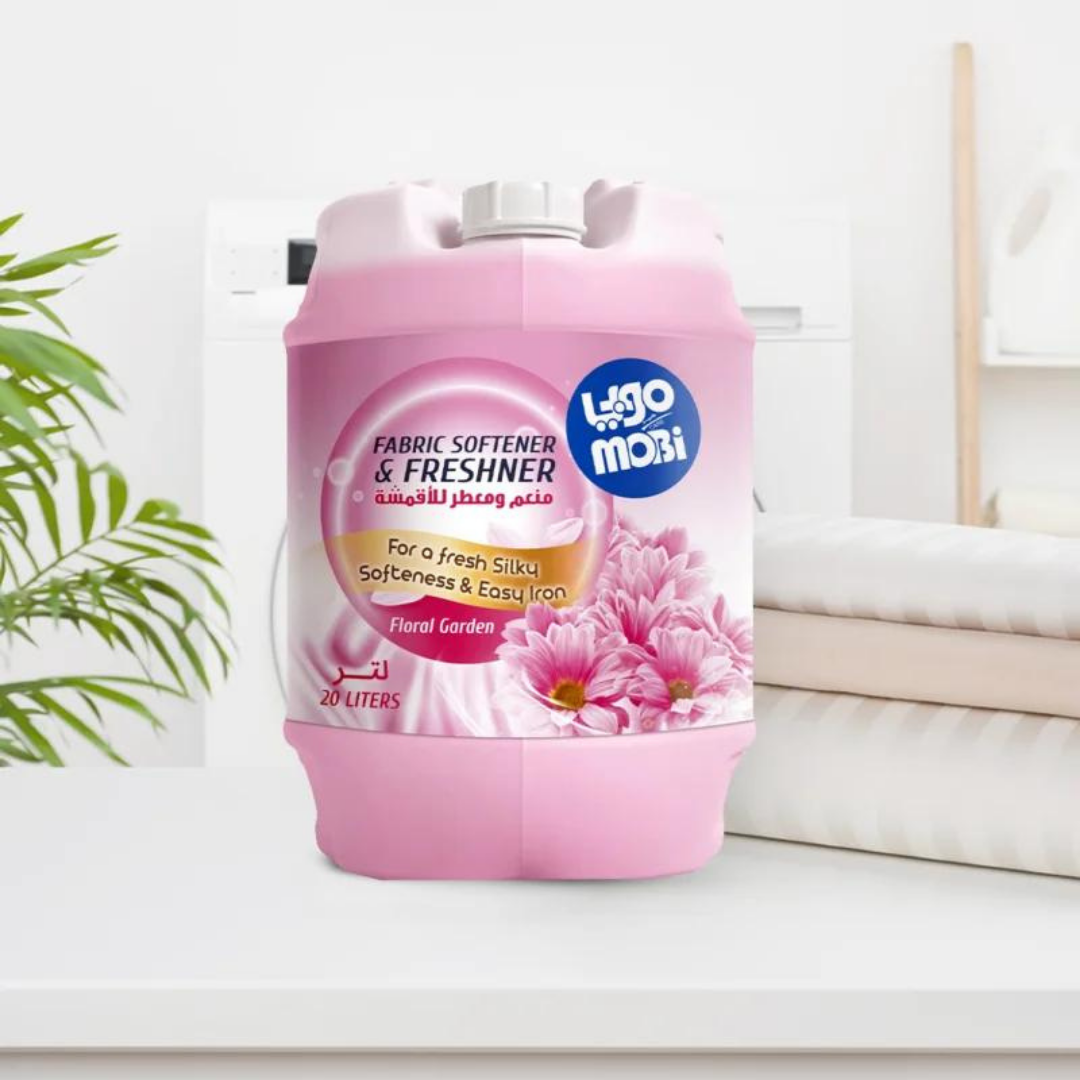 موبي
MOBi
FABRIC SOFTENER
& FRESHNER
منعم ومعطر للأقمشة
For a fresh Silky
Softeness & Easy Iron
Floral Garden
لتر
20 LITERS